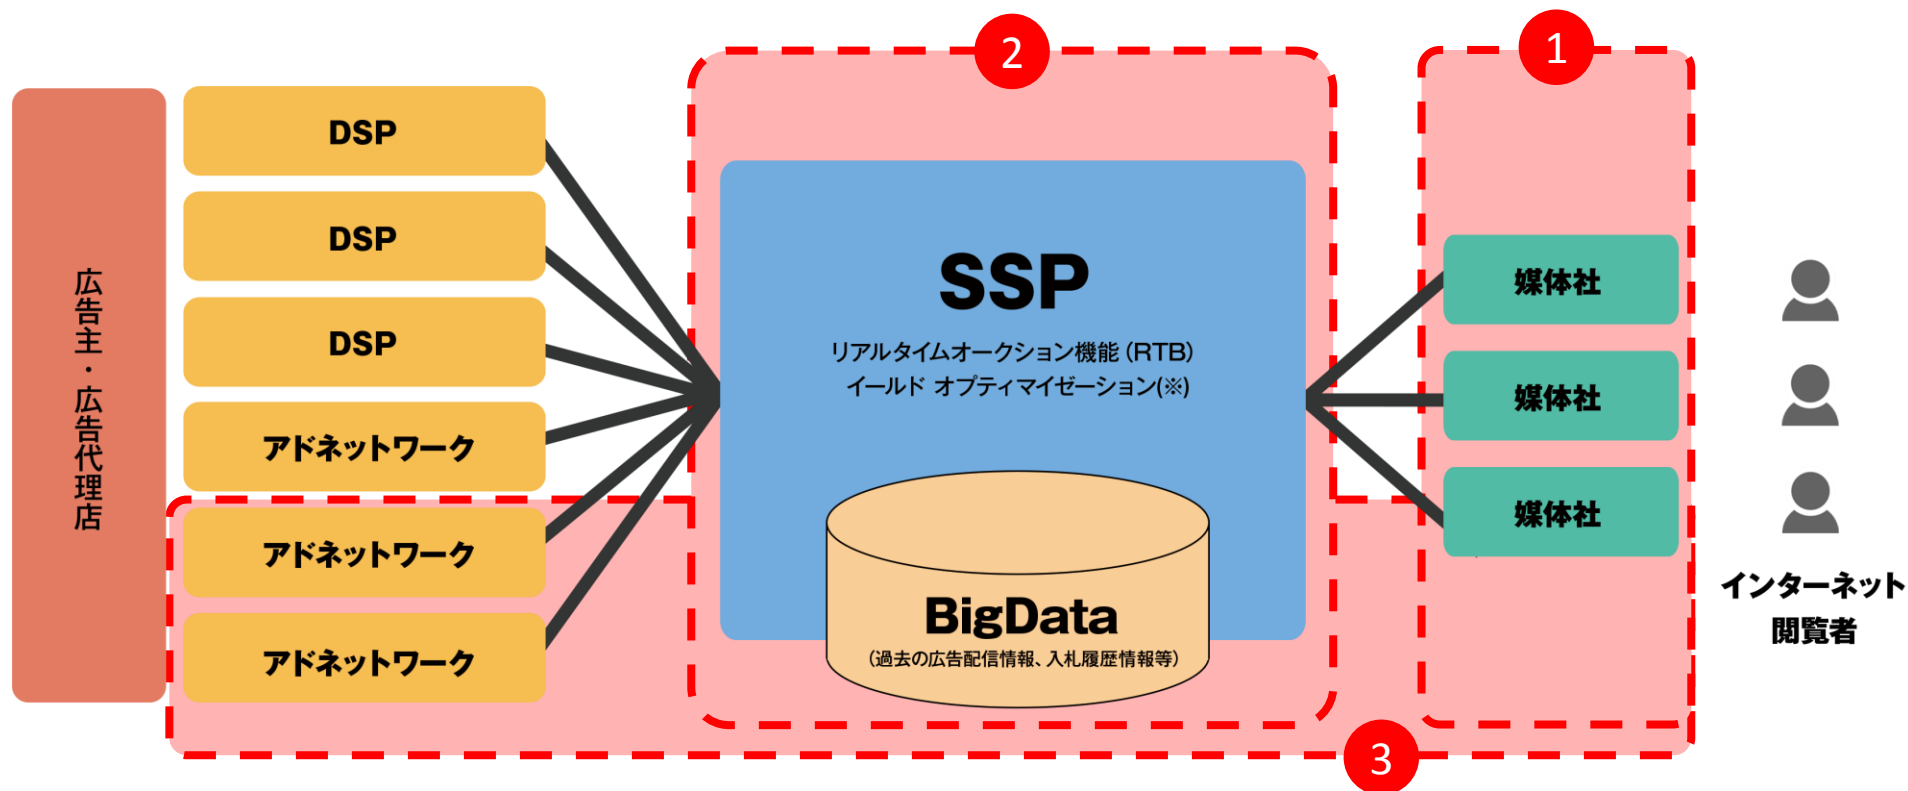 2
1
広告主・広告代理店
DSP
DSP
DSP
アドネットワーク
アドネットワーク
アドネットワーク
SSP
リアルタイムオークション機能（RTB）
イールド オプティマイゼーション(※)
BigData
（過去の広告配信情報、入札履歴情報等）
媒体社
媒体社
媒体社
インターネット
閲覧者
3